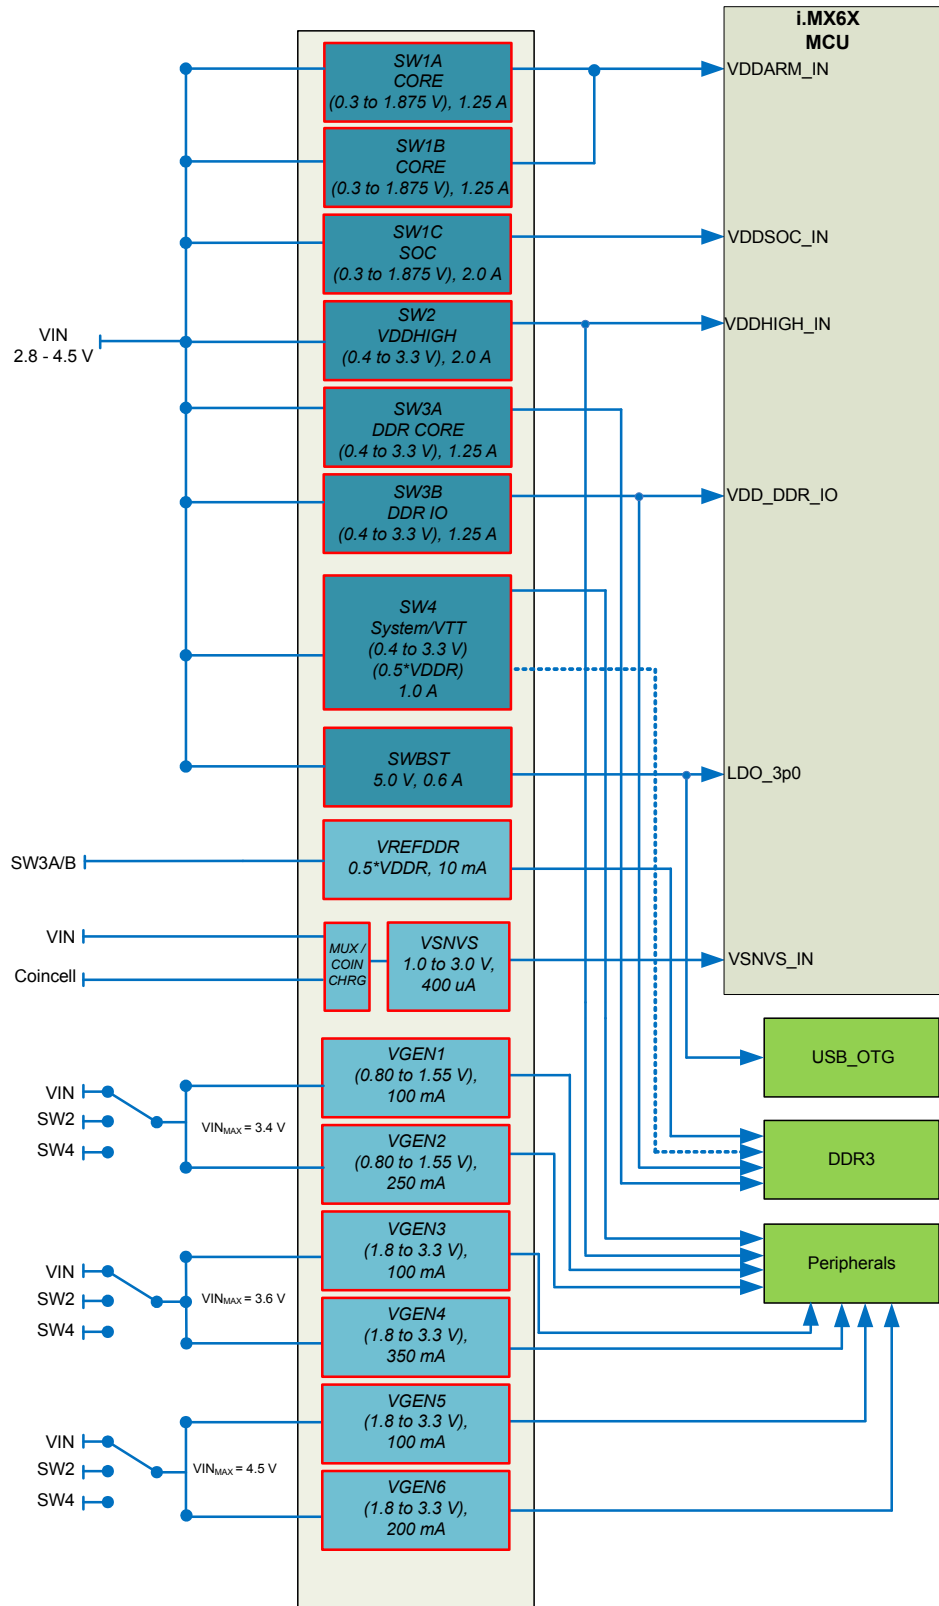 i.MX6X
MCU
SW1A
CORE
(0.3 to 1.875 V), 1.25 A
VDDARM_IN
SW1B
CORE
(0.3 to 1.875 V), 1.25 A
SW1C
SOC
(0.3 to 1.875 V), 2.0 A
VDDSOC_IN
VIN
2.8 - 4.5 V
SW2
VDDHIGH
(0.4 to 3.3 V), 2.0 A
VDDHIGH_IN
SW3A
DDR CORE
(0.4 to 3.3 V), 1.25 A
SW3B
DDR IO
(0.4 to 3.3 V), 1.25 A
VDD_DDR_IO
SW4
System/VTT
(0.4 to 3.3 V)
(0.5*VDDR)
1.0 A
SWBST
5.0 V, 0.6 A
LDO_3p0
SW3A/B
VREFDDR
0.5*VDDR, 10 mA
VIN
Coincell
MUX /
COIN
CHRG
VSNVS
1.0 to 3.0 V,
400 uA
VSNVS_IN
USB_OTG
VIN
SW2
SW4
VINMAX = 3.4 V
VGEN1
(0.80 to 1.55 V),
100 mA
VGEN2
(0.80 to 1.55 V),
250 mA
DDR3
VIN
SW2
SW4
VINMAX = 3.6 V
VGEN3
(1.8 to 3.3 V),
100 mA
VGEN4
(1.8 to 3.3 V),
350 mA
Peripherals
VIN
SW2
SW4
VINMAX = 4.5 V
VGEN5
(1.8 to 3.3 V),
100 mA
VGEN6
(1.8 to 3.3 V),
200 mA